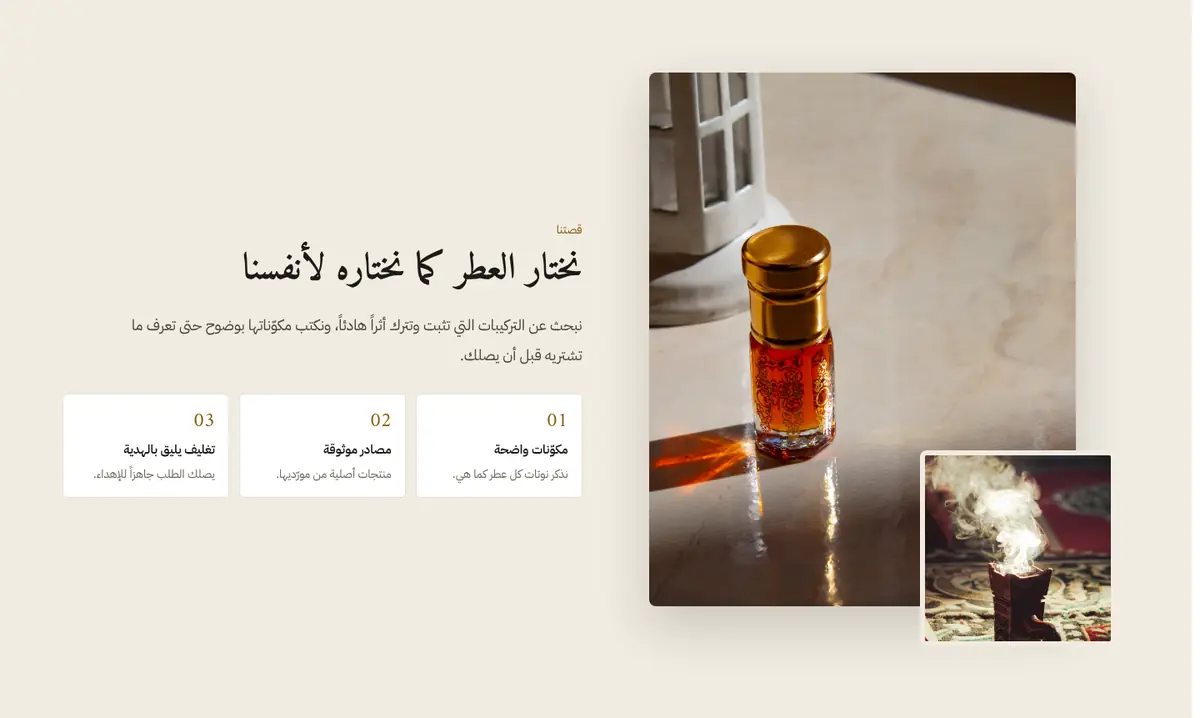 قصتنا
نختار العطر كما نختاره لأنفسنا
نبحث عن التركيبات التي تثبت وتترك أثراً هادئاً، ونكتب مكوّناتها بوضوح حتى تعرف ما
تشتريه قبل أن يصلك.
01
مكوّنات واضحة
نذكر نوتات كل عطر كما هي.
02
مصادر موثوقة
منتجات أصلية من مورّديها.
03
تغليف يليق بالهدية
يصلك الطلب جاهزاً للإهداء.